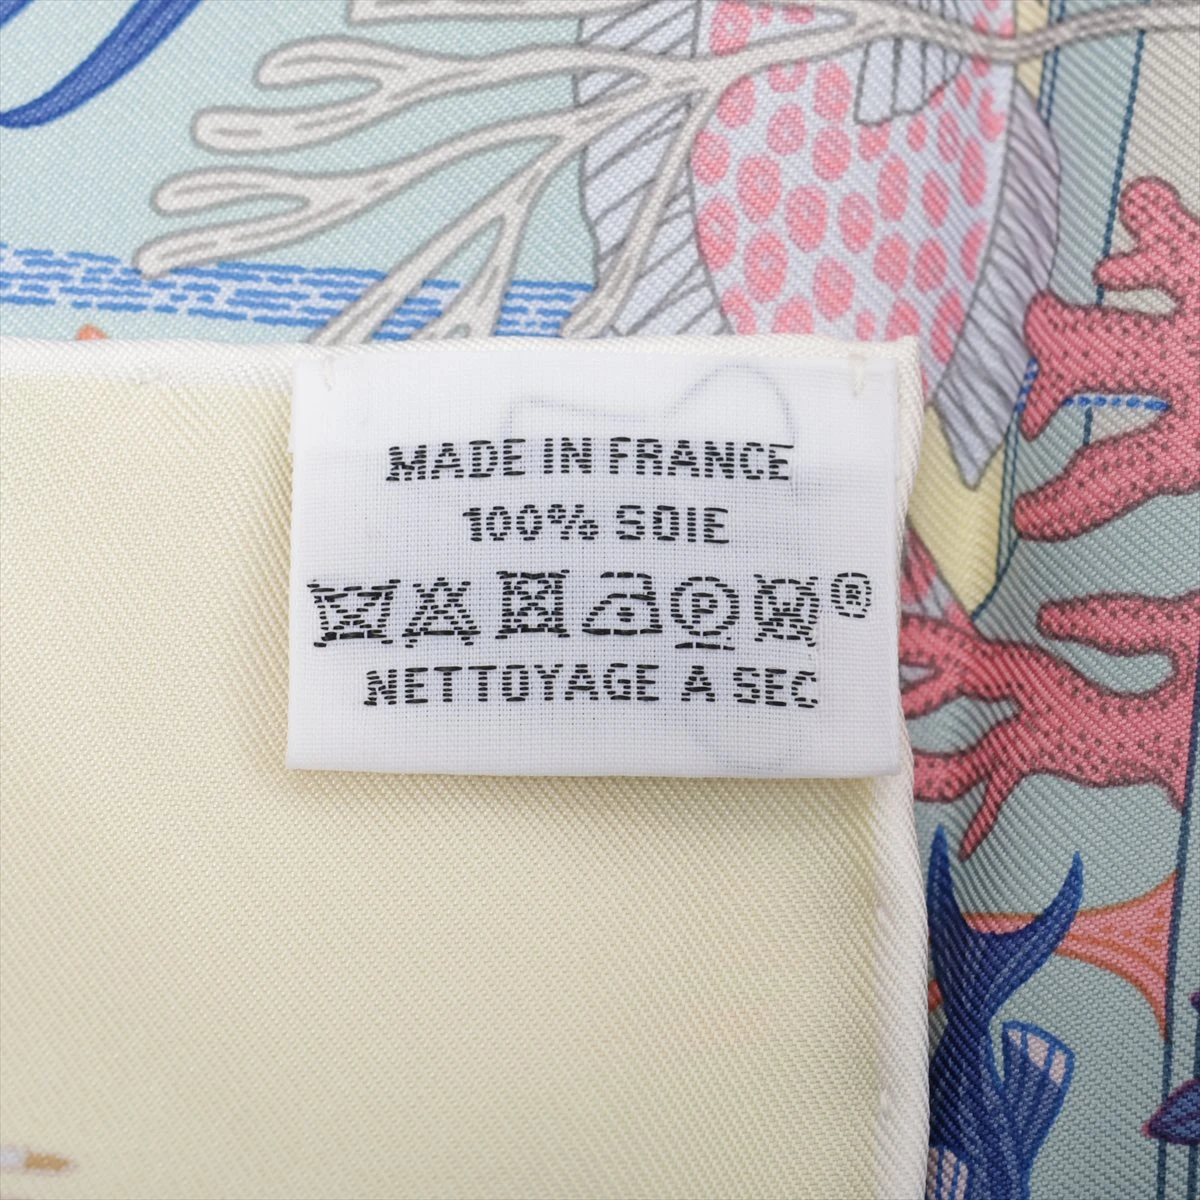 MADE IN FRANCE
100% SOIE
P W ®
NETTOYAGE A SEC